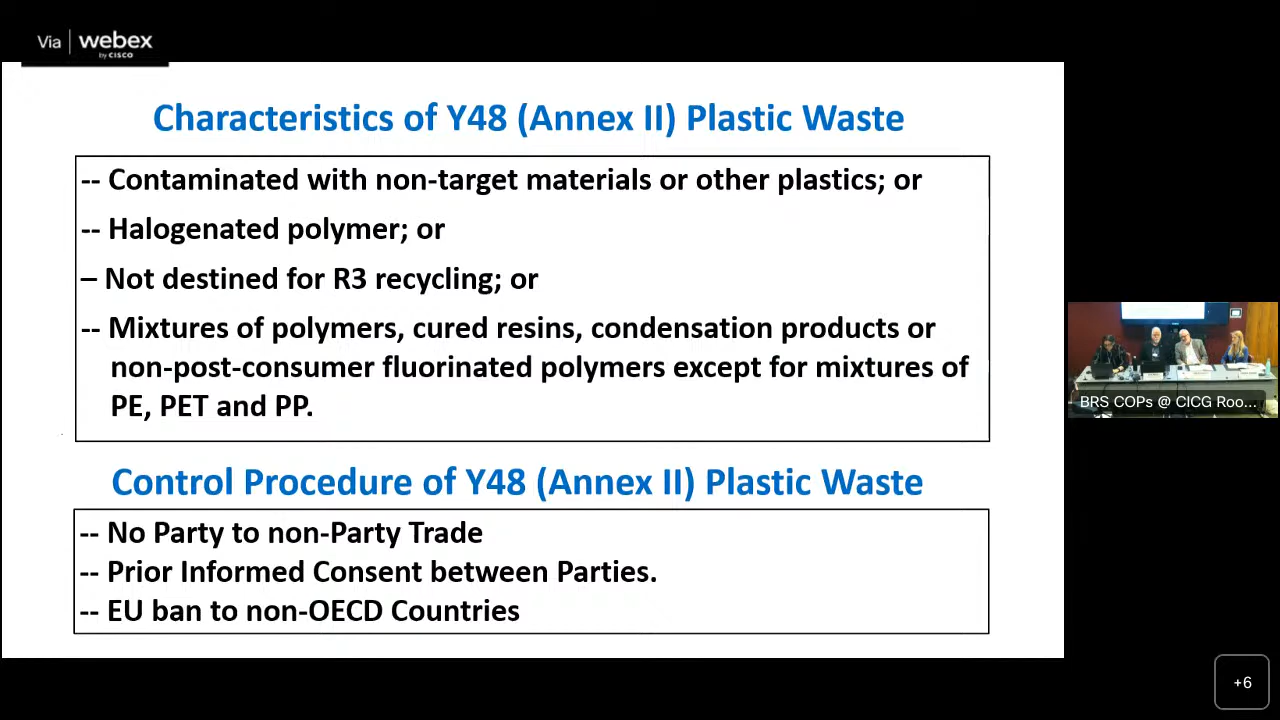 Via webex
by CISCO
Characteristics of Y48 (Annex II) Plastic Waste
-- Contaminated with non-target materials or other plastics; or
-- Halogenated polymer; or
– Not destined for R3 recycling; or
-- Mixtures of polymers, cured resins, condensation products or
non-post-consumer fluorinated polymers except for mixtures of
PE, PET and PP.
Control Procedure of Y48 (Annex II) Plastic Waste
-- No Party to non-Party Trade
-- Prior Informed Consent between Parties.
-- EU ban to non-OECD Countries
BRS COPs @ CICG Roo...
+6